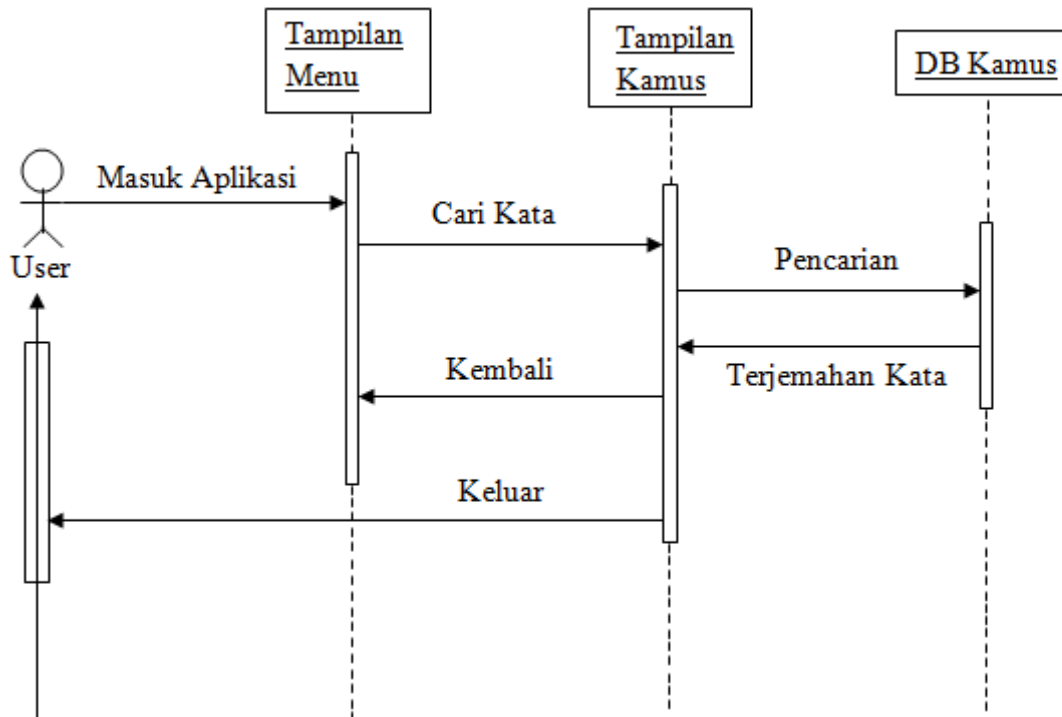 Tampilan
Menu
Tampilan
Kamus
DB Kamus
Masuk Aplikasi
Cari Kata
User
Pencarian
Kembali
Terjemahan Kata
Keluar